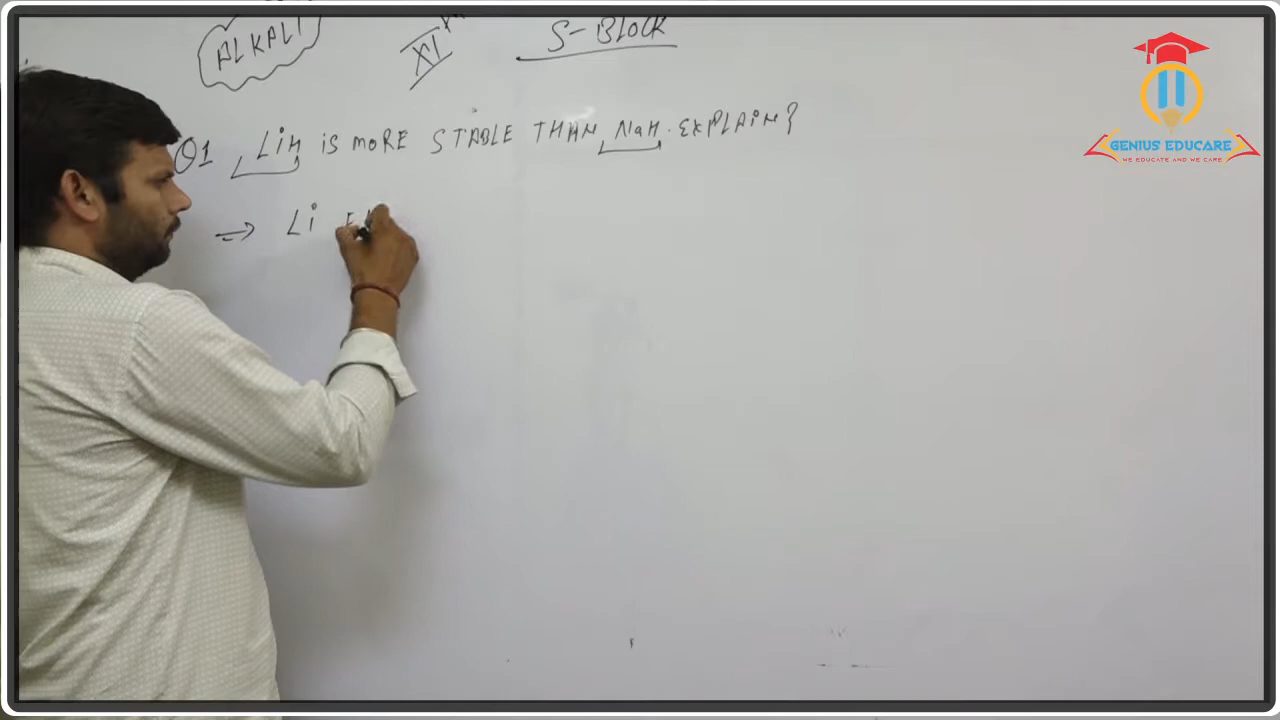 ALKALI
XI
S-BLOCK
Q1 LiH is MORE STABLE THAN NaH. EXPLAIN?
⇒ Li
GENIUS EDUCARE
WE EDUCATE AND WE CARE